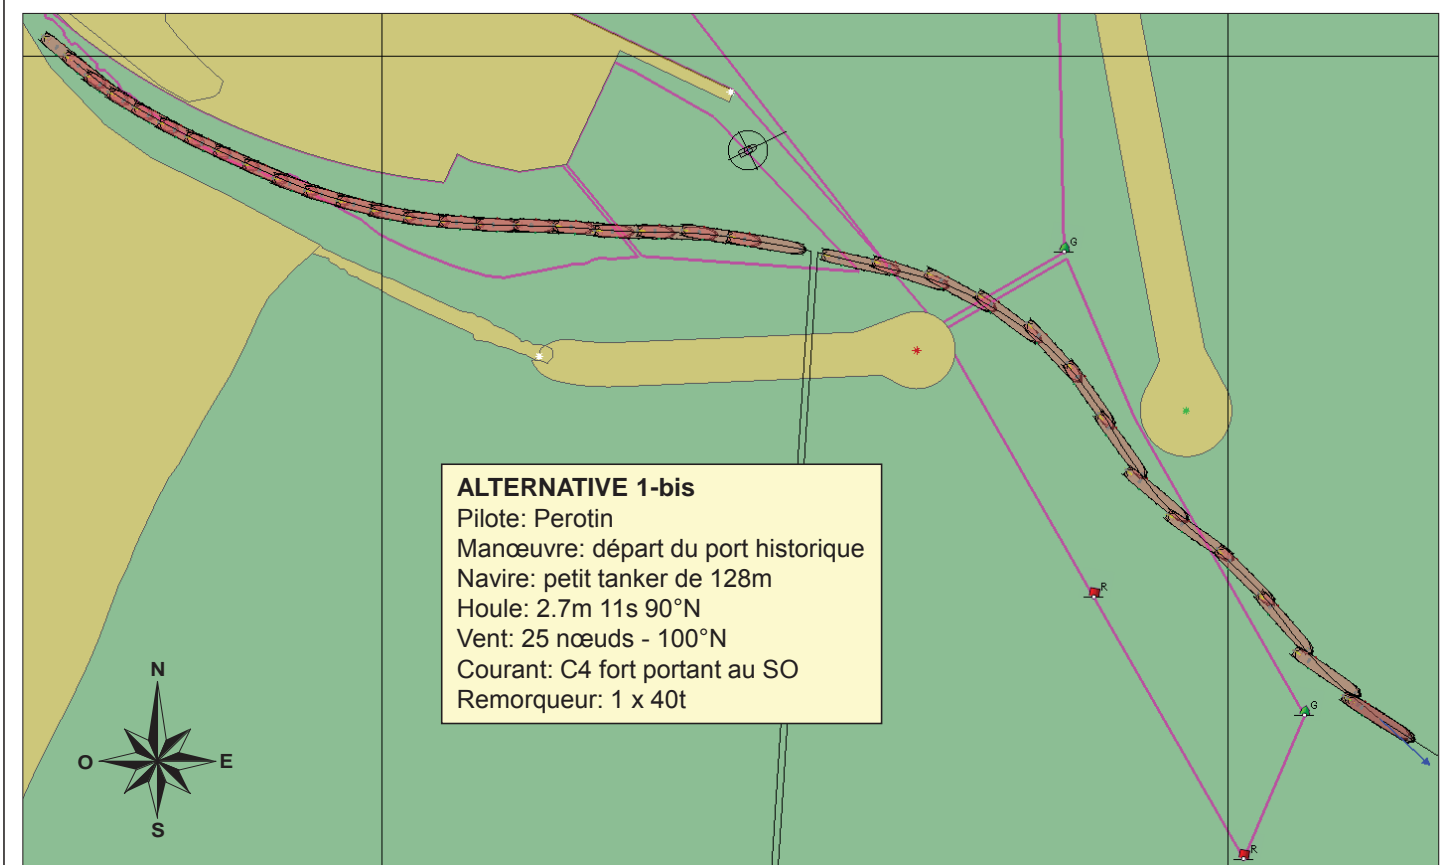 G
ALTERNATIVE 1-bis
Pilote: Perotin
Manœuvre: départ du port historique
Navire: petit tanker de 128m
Houle: 2.7m 11s 90°N
Vent: 25 nœuds - 100°N
Courant: C4 fort portant au SO
Remorqueur: 1 x 40t
R
N
O
E
S
G
R